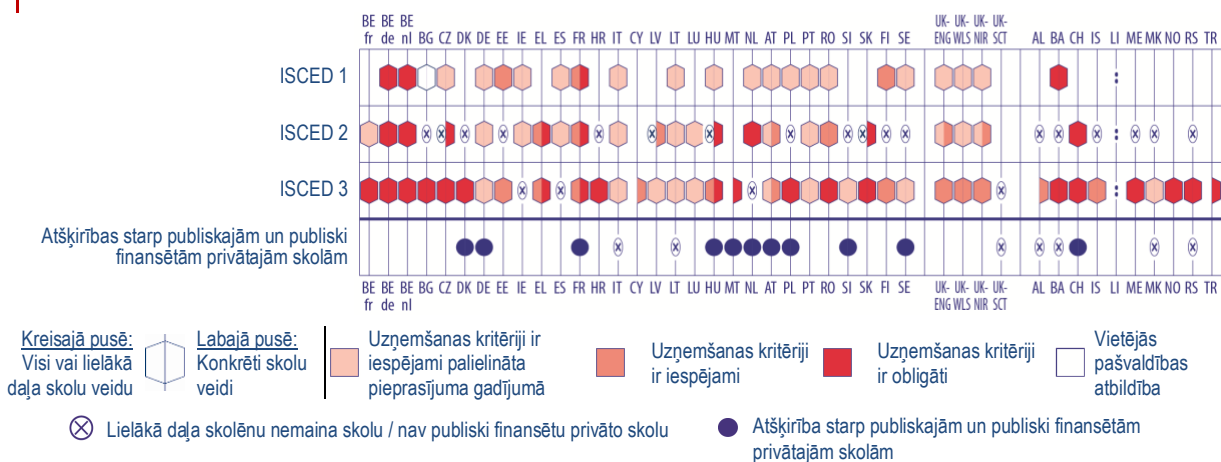 BE fr BE de BE nl BG CZ DK DE EE IE EL ES FR HR IT CY LV LT LU HU MT NL AT PL PT RO SI SK FI SE UK-ENG UK-WLS UK-NIR UK-SCT AL BA CH IS LI ME MK NO RS TR
ISCED 1
:
ISCED 2
:
ISCED 3
:
Atšķirības starp publiskajām un publiski
finansētām privātajām skolām
BE fr BE de BE nl BG CZ DK DE EE IE EL ES FR HR IT CY LV LT LU HU MT NL AT PL PT RO SI SK FI SE UK-ENG UK-WLS UK-NIR UK-SCT AL BA CH IS LI ME MK NO RS TR
Kreisajā pusē:
Visi vai lielākā
daļa skolu veidu
Labajā pusē:
Konkrēti skolu
veidi
Uzņemšanas kritēriji ir
iespējami palielināta
pieprasījuma gadījumā
Uzņemšanas kritēriji
ir iespējami
Uzņemšanas kritēriji
ir obligāti
Vietējās
pašvaldības
atbildība
Lielākā daļa skolēnu nemaina skolu / nav publiski finansētu privāto skolu
Atšķirība starp publiskajām un publiski finansētām
privātajām skolām